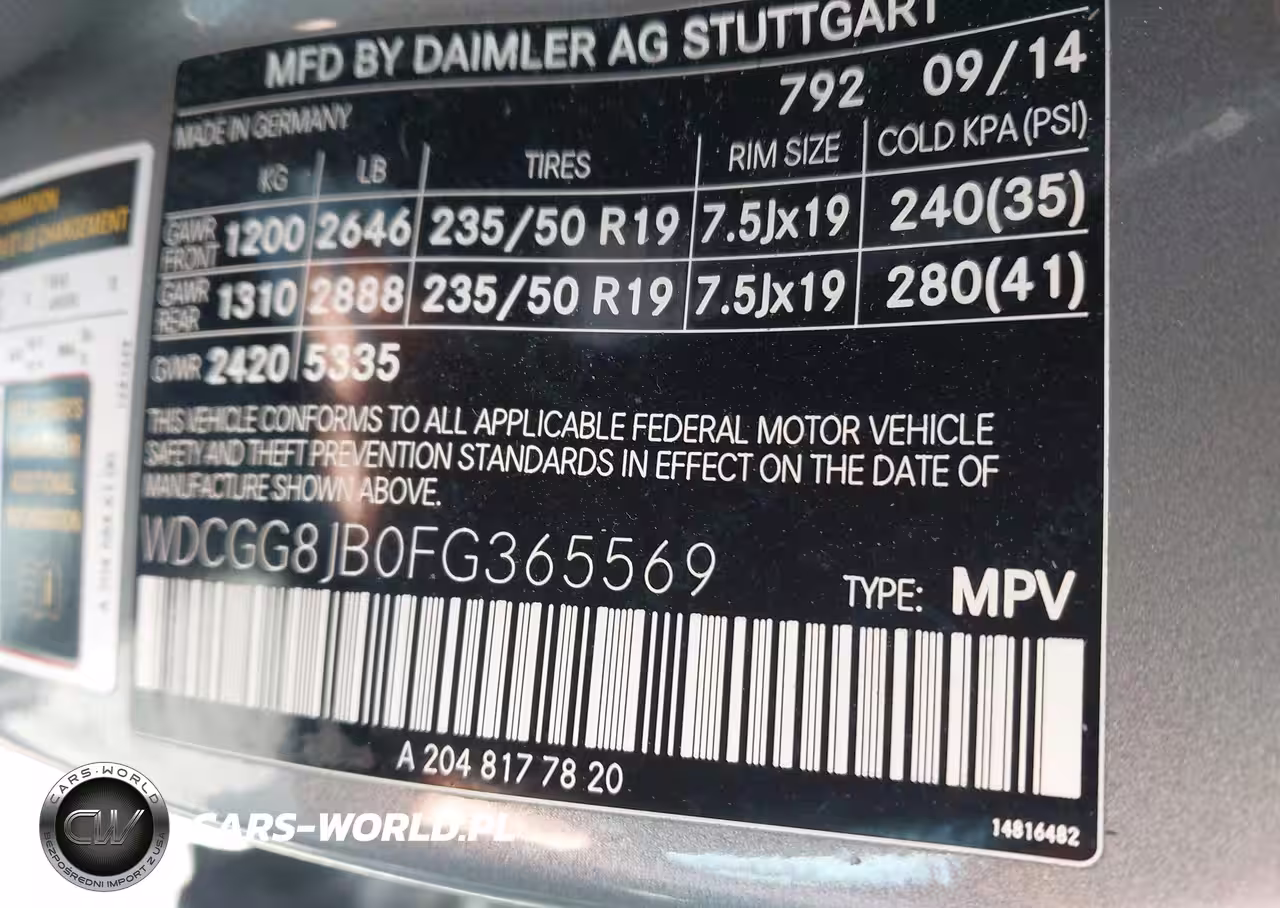 MFD BY DAIMLER AG STUTTGART
792 09/14
MADE IN GERMANY
KG LB TIRES RIM SIZE COLD KPA (PSI)
GAWR FRONT 1200 2646 235/50 R19 7.5Jx19 240(35)
GAWR REAR 1310 2888 235/50 R19 7.5Jx19 280(41)
GVWR 2420 5335
THIS VEHICLE CONFORMS TO ALL APPLICABLE FEDERAL MOTOR VEHICLE
SAFETY AND THEFT PREVENTION STANDARDS IN EFFECT ON THE DATE OF
MANUFACTURE SHOWN ABOVE.
WDCGG8JB0FG365569
TYPE: MPV
A 204 817 78 20
14816482
CARS-WORLD
CW
BEZPOŚREDNI IMPORT Z USA
CARS-WORLD.PL